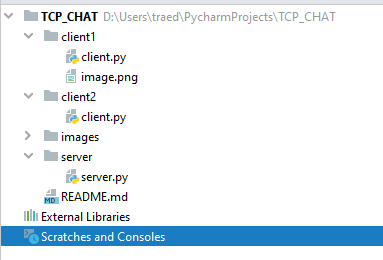 TCP_CHAT D:\Users\traed\PycharmProjects\TCP_CHAT
client1
client.py
image.png
client2
client.py
images
server
server.py
MD README.md
External Libraries
Scratches and Consoles